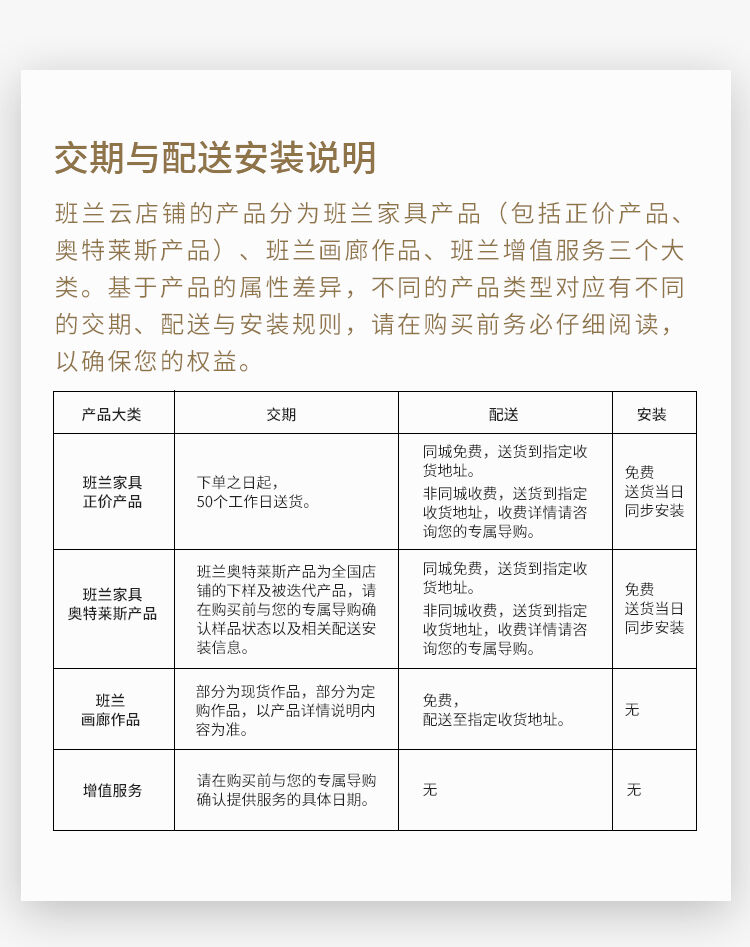 交期与配送安装说明
班兰云店铺的产品分为班兰家具产品（包括正价产品、
奥特莱斯产品）、班兰画廊作品、班兰增值服务三个大
类。基于产品的属性差异，不同的产品类型对应有不同
的交期、配送与安装规则，请在购买前务必仔细阅读，
以确保您的权益。
产品大类
交期
配送
安装
班兰家具
正价产品
下单之日起，
50个工作日送货。
同城免费，送货到指定收
货地址。
非同城收费，送货到指定
收货地址，收费详情请咨
询您的专属导购。
免费
送货当日
同步安装
班兰家具
奥特莱斯产品
班兰奥特莱斯产品为全国店
铺的下样及被迭代产品，请
在购买前与您的专属导购确
认样品状态以及相关配送安
装信息。
同城免费，送货到指定收
货地址。
非同城收费，送货到指定
收货地址，收费详情请咨
询您的专属导购。
免费
送货当日
同步安装
班兰
画廊作品
部分为现货作品，部分为定
购作品，以产品详情说明内
容为准。
免费，
配送至指定收货地址。
无
增值服务
请在购买前与您的专属导购
确认提供服务的具体日期。
无
无